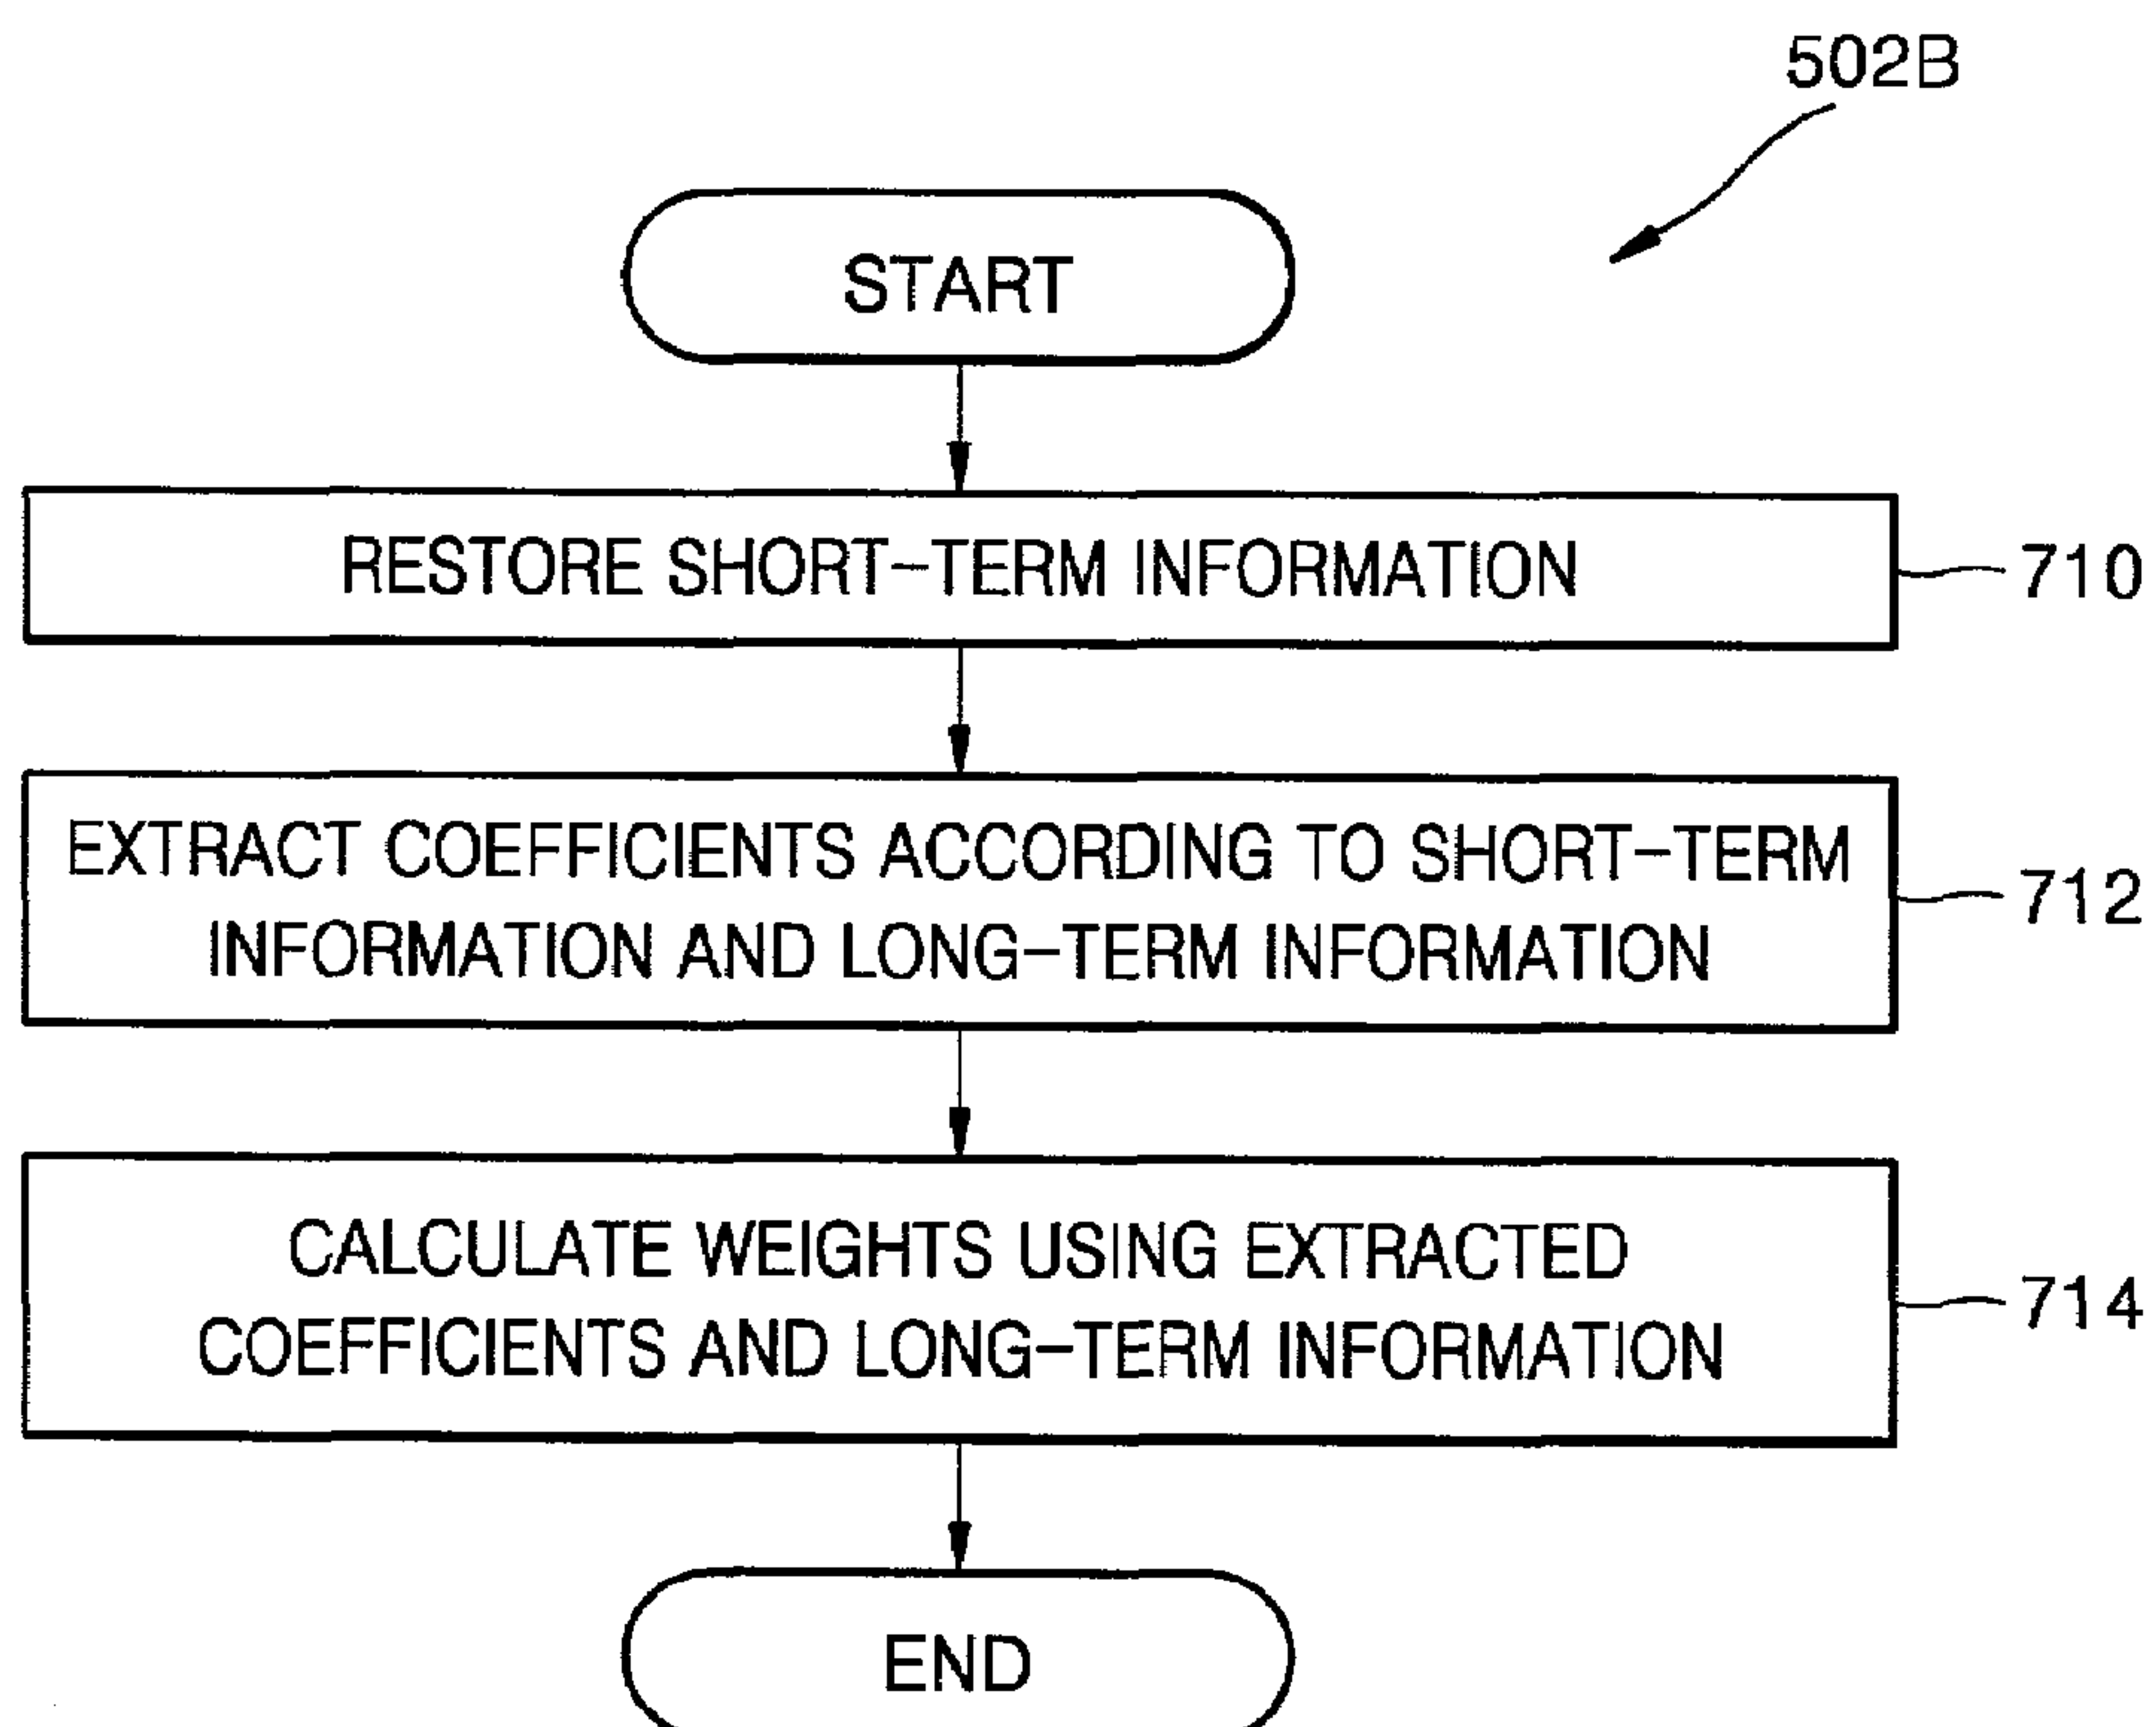 502B
START
RESTORE SHORT-TERM INFORMATION
710
EXTRACT COEFFICIENTS ACCORDING TO SHORT-TERM
INFORMATION AND LONG-TERM INFORMATION
712
CALCULATE WEIGHTS USING EXTRACTED
COEFFICIENTS AND LONG-TERM INFORMATION
714
END